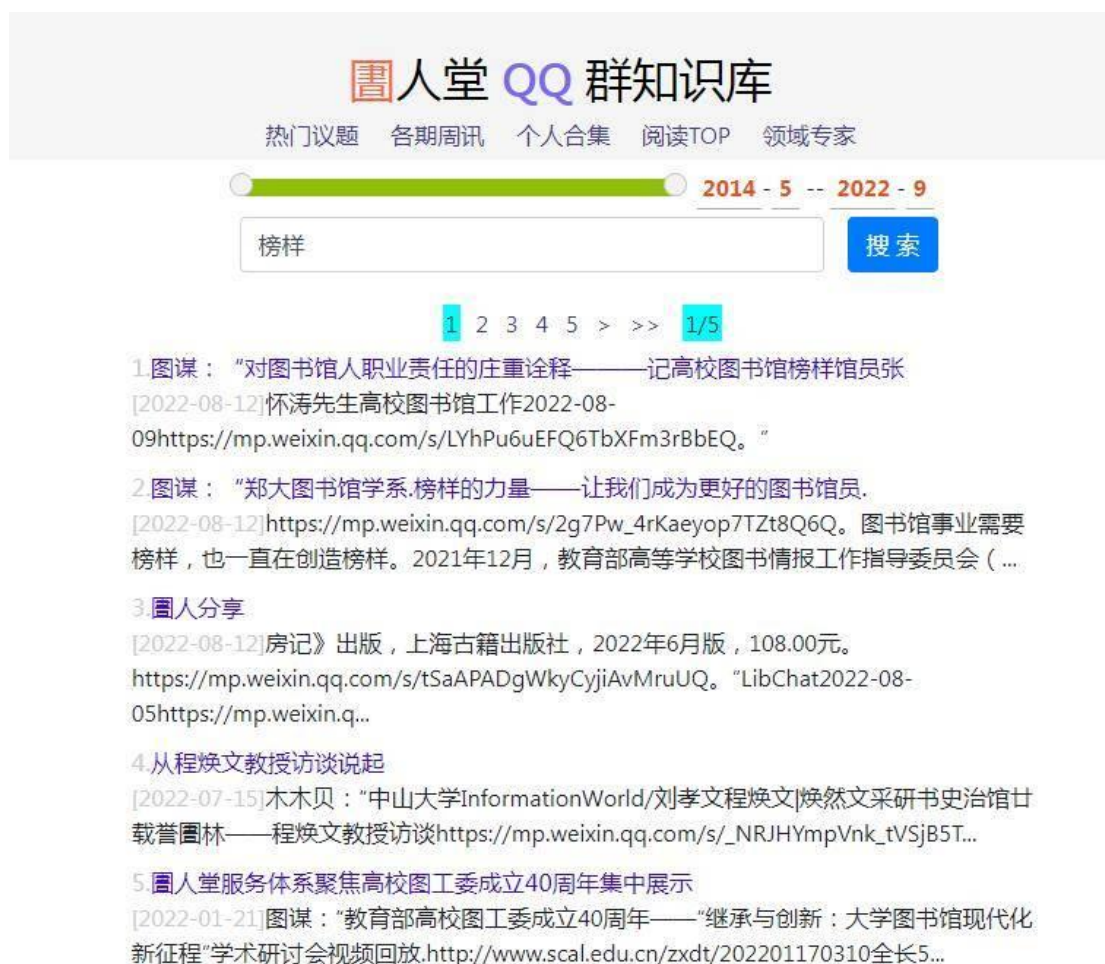 圕人堂 QQ 群知识库
热门议题 各期周讯 个人合集 阅读TOP 领域专家
2014 - 5 -- 2022 - 9
榜样
搜 索
1 2 3 4 5 > >> 1/5
1.图谋：“对图书馆人职业责任的庄重诠释———记高校图书馆榜样馆员张
[2022-08-12]怀涛先生高校图书馆工作2022-08-
09https://mp.weixin.qq.com/s/LYhPu6uEFQ6TbXFm3rBbEQ。”
2.图谋：“郑大图书馆学系.榜样的力量——让我们成为更好的图书馆员.
[2022-08-12]https://mp.weixin.qq.com/s/2g7Pw_4rKaeyop7TZt8Q6Q。图书馆事业需要
榜样，也一直在创造榜样。2021年12月，教育部高等学校图书情报工作指导委员会（...
3.圕人分享
[2022-08-12]房记》出版，上海古籍出版社，2022年6月版，108.00元。
https://mp.weixin.qq.com/s/tSaAPADgWkyCyjiAvMruUQ。“LibChat2022-08-
05https://mp.weixin.q...
4.从程焕文教授访谈说起
[2022-07-15]木木贝：“中山大学InformationWorld/刘孝文程焕文|焕然文采研书史治馆廿
载誉圕林——程焕文教授访谈https://mp.weixin.qq.com/s/_NRJHYmpVnk_tVSjB5T...
5.圕人堂服务体系聚焦高校图工委成立40周年集中展示
[2022-01-21]图谋：“教育部高校图工委成立40周年——“继承与创新：大学图书馆现代化
新征程”学术研讨会视频回放.http://www.scal.edu.cn/zxdt/202201170310全长5...